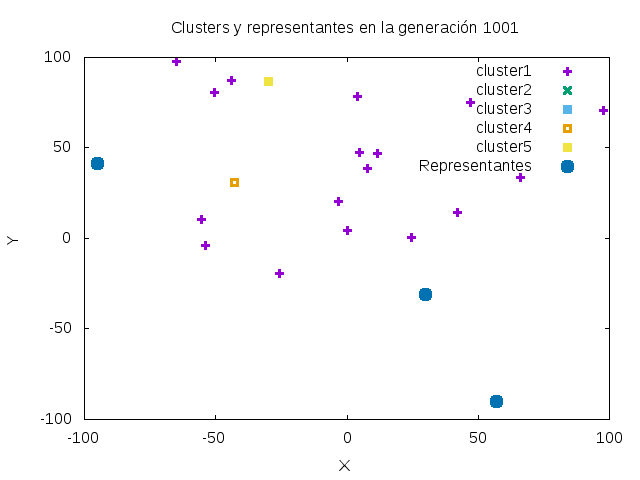 Clusters y representantes en la generación 1001
100
50
0
-50
-100
Y
cluster1
cluster2
cluster3
cluster4
cluster5
Representantes
-100
-50
0
50
100
X